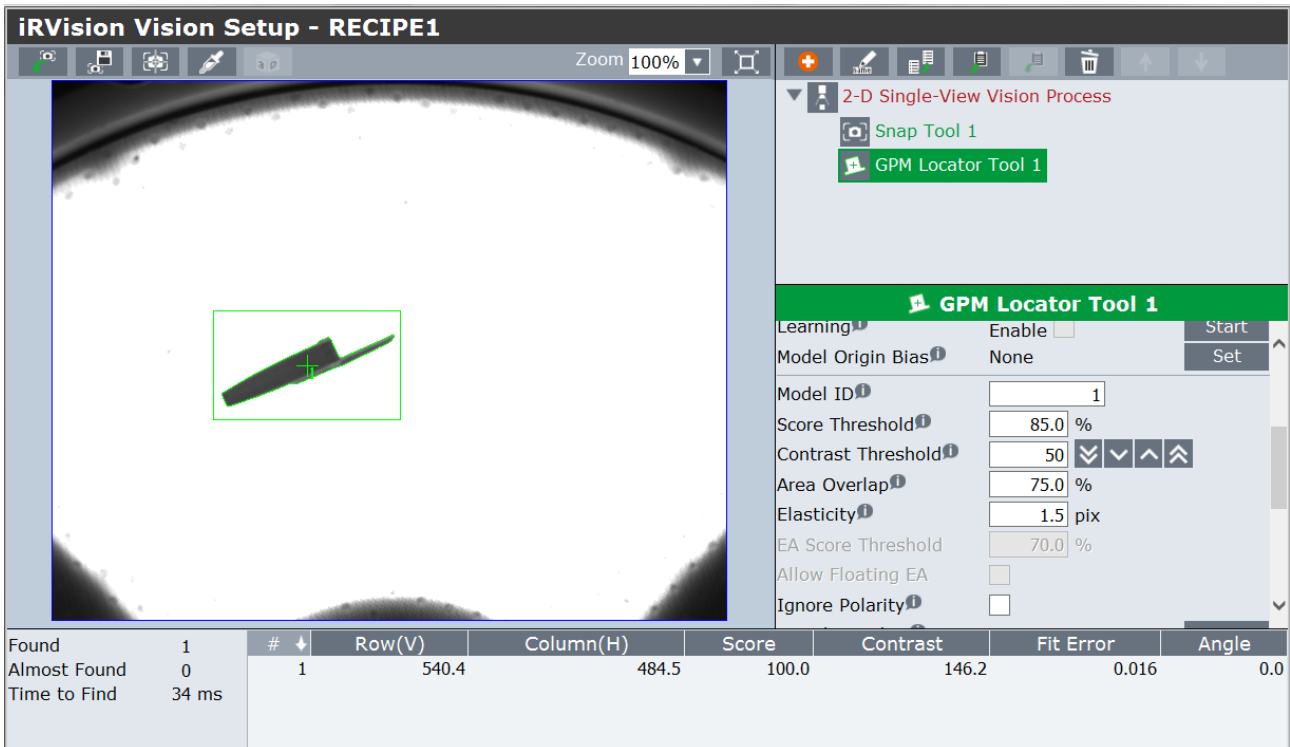 iRVision Vision Setup - RECIPE1
Zoom 100%
2-D Single-View Vision Process
Snap Tool 1
GPM Locator Tool 1
GPM Locator Tool 1
Learning Enable Start
Model Origin Bias None Set
Model ID 1
Score Threshold 85.0 %
Contrast Threshold 50
Area Overlap 75.0 %
Elasticity 1.5 pix
EA Score Threshold 70.0 %
Allow Floating EA
Ignore Polarity
1
Found 1
Almost Found 0
Time to Find 34 ms
# Row(V) Column(H) Score Contrast Fit Error Angle
1 540.4 484.5 100.0 146.2 0.016 0.0